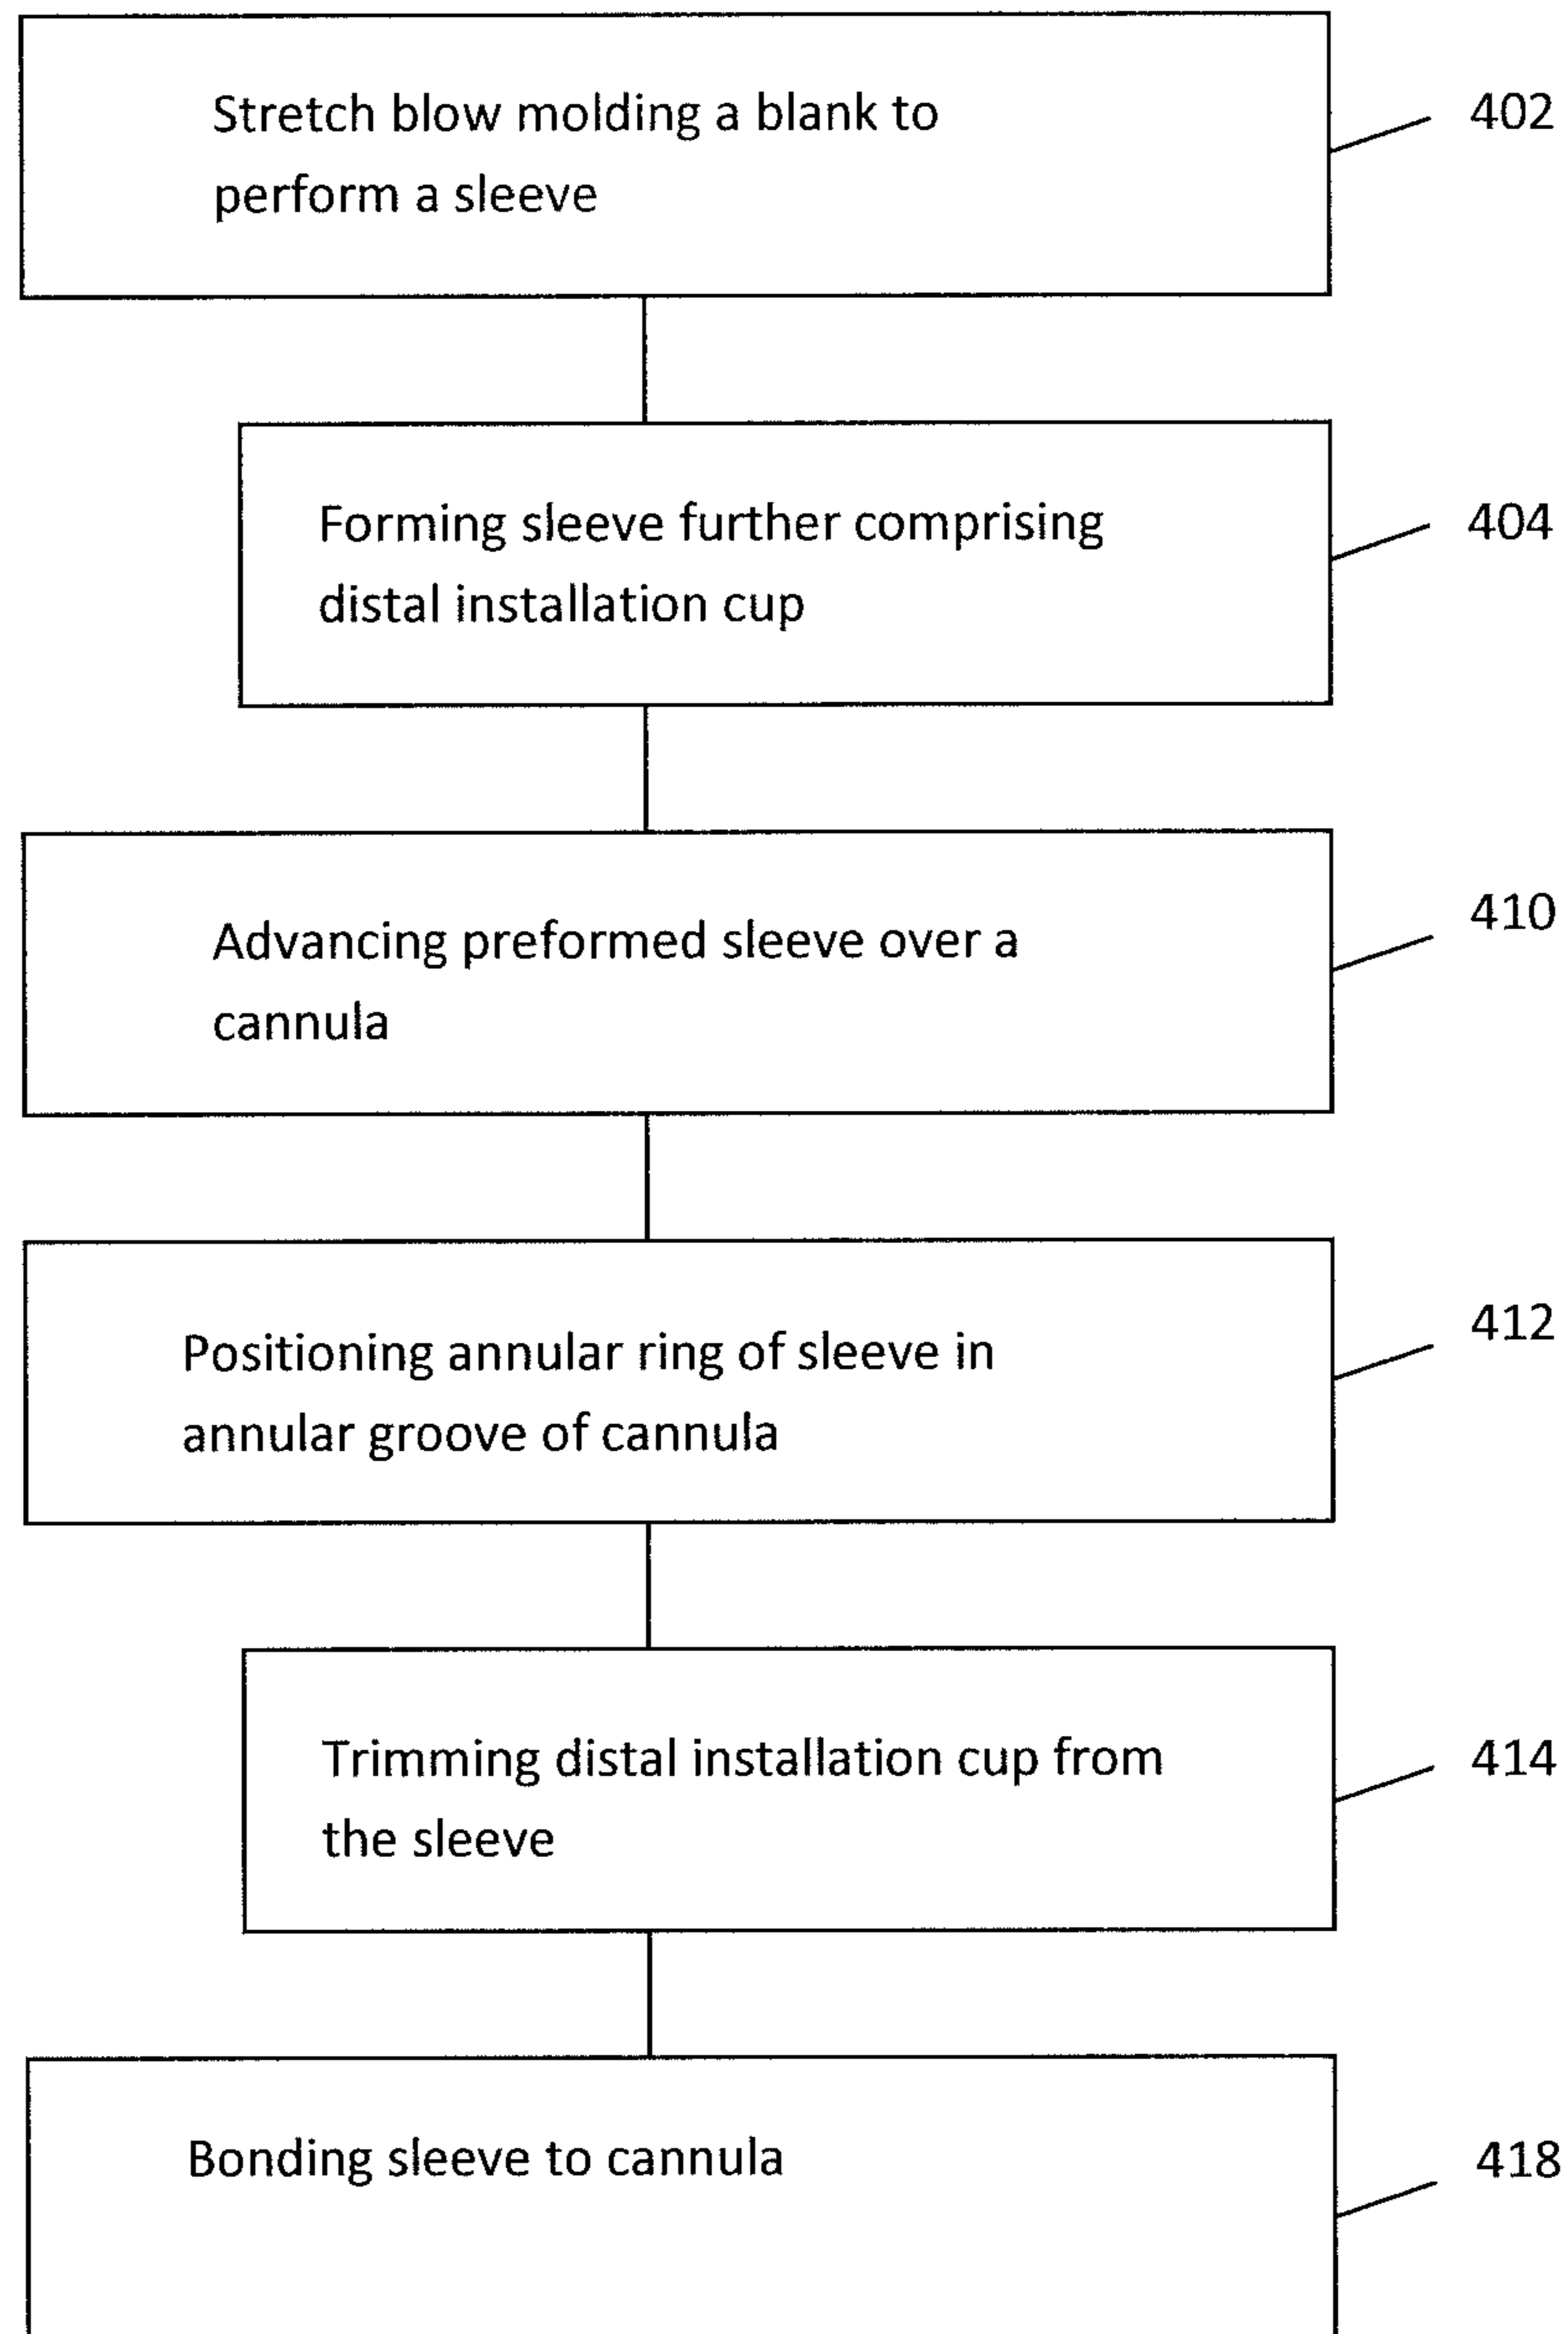 Stretch blow molding a blank to
perform a sleeve
402
Forming sleeve further comprising
distal installation cup
404
Advancing preformed sleeve over a
cannula
410
Positioning annular ring of sleeve in
annular groove of cannula
412
Trimming distal installation cup from
the sleeve
414
Bonding sleeve to cannula
418